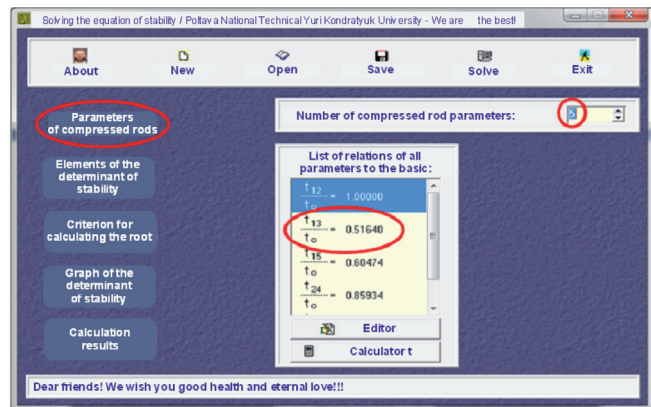 Solving the equation of stability / Poltava National Technical Yuri Kondratyuk University - We are the best!
About
New
Open
Save
Solve
Exit
Parameters
of compressed rods
Number of compressed rod parameters:
Elements of the
determinant of
stability
Criterion for
calculating the root
Graph of the
determinant
of stability
Calculation
results
List of relations of all
parameters to the basic:
t12/to = 1.00000
t13/to = 0.51640
t15/to = 0.60474
t24/to = 0.85934
Editor
Calculator t
Dear friends! We wish you good health and eternal love!!!